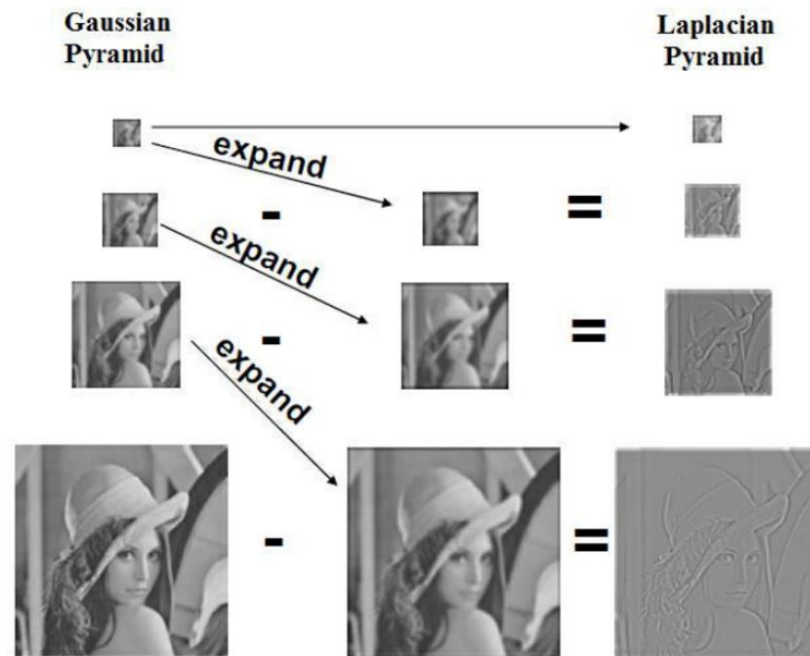 Gaussian
Pyramid
Laplacian
Pyramid
expand
- =
expand
- =
expand
- =